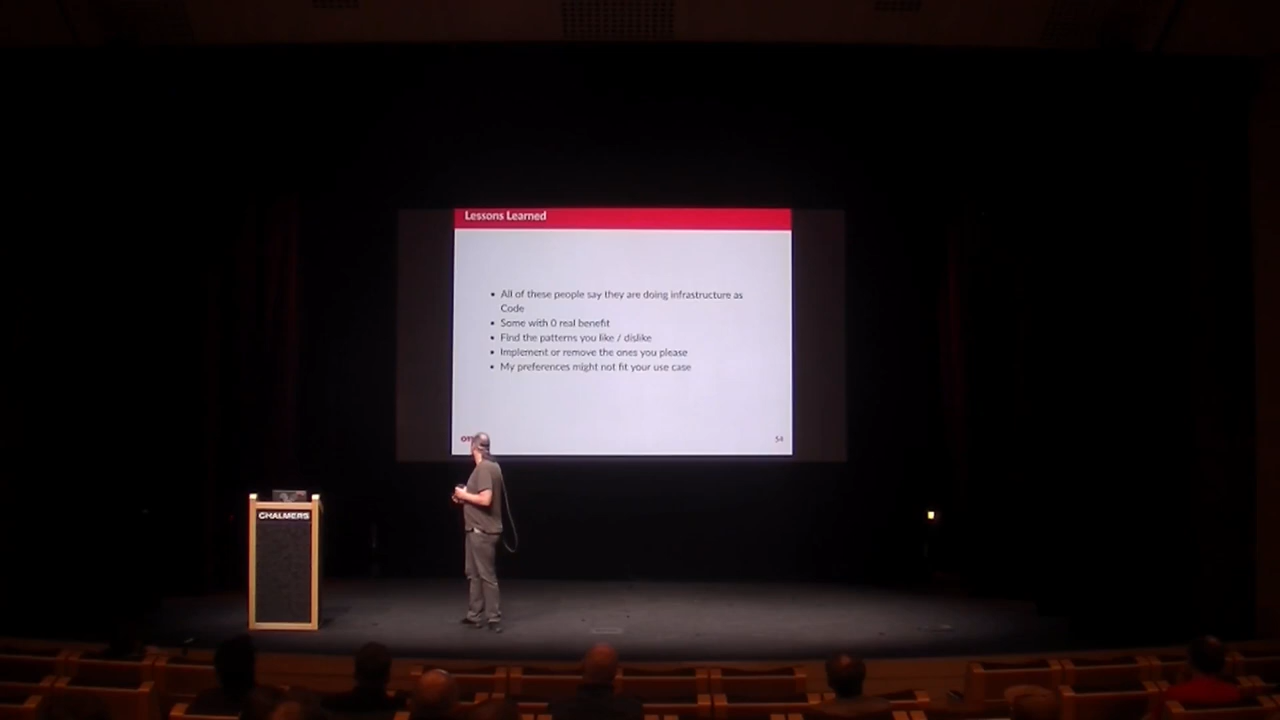 Lessons Learned
• All of these people say they are doing infrastructure as
Code
• Some with 0 real benefit
• Find the patterns you like / dislike
• Implement or remove the ones you please
• My preferences might not fit your use case
54
CHALMERS